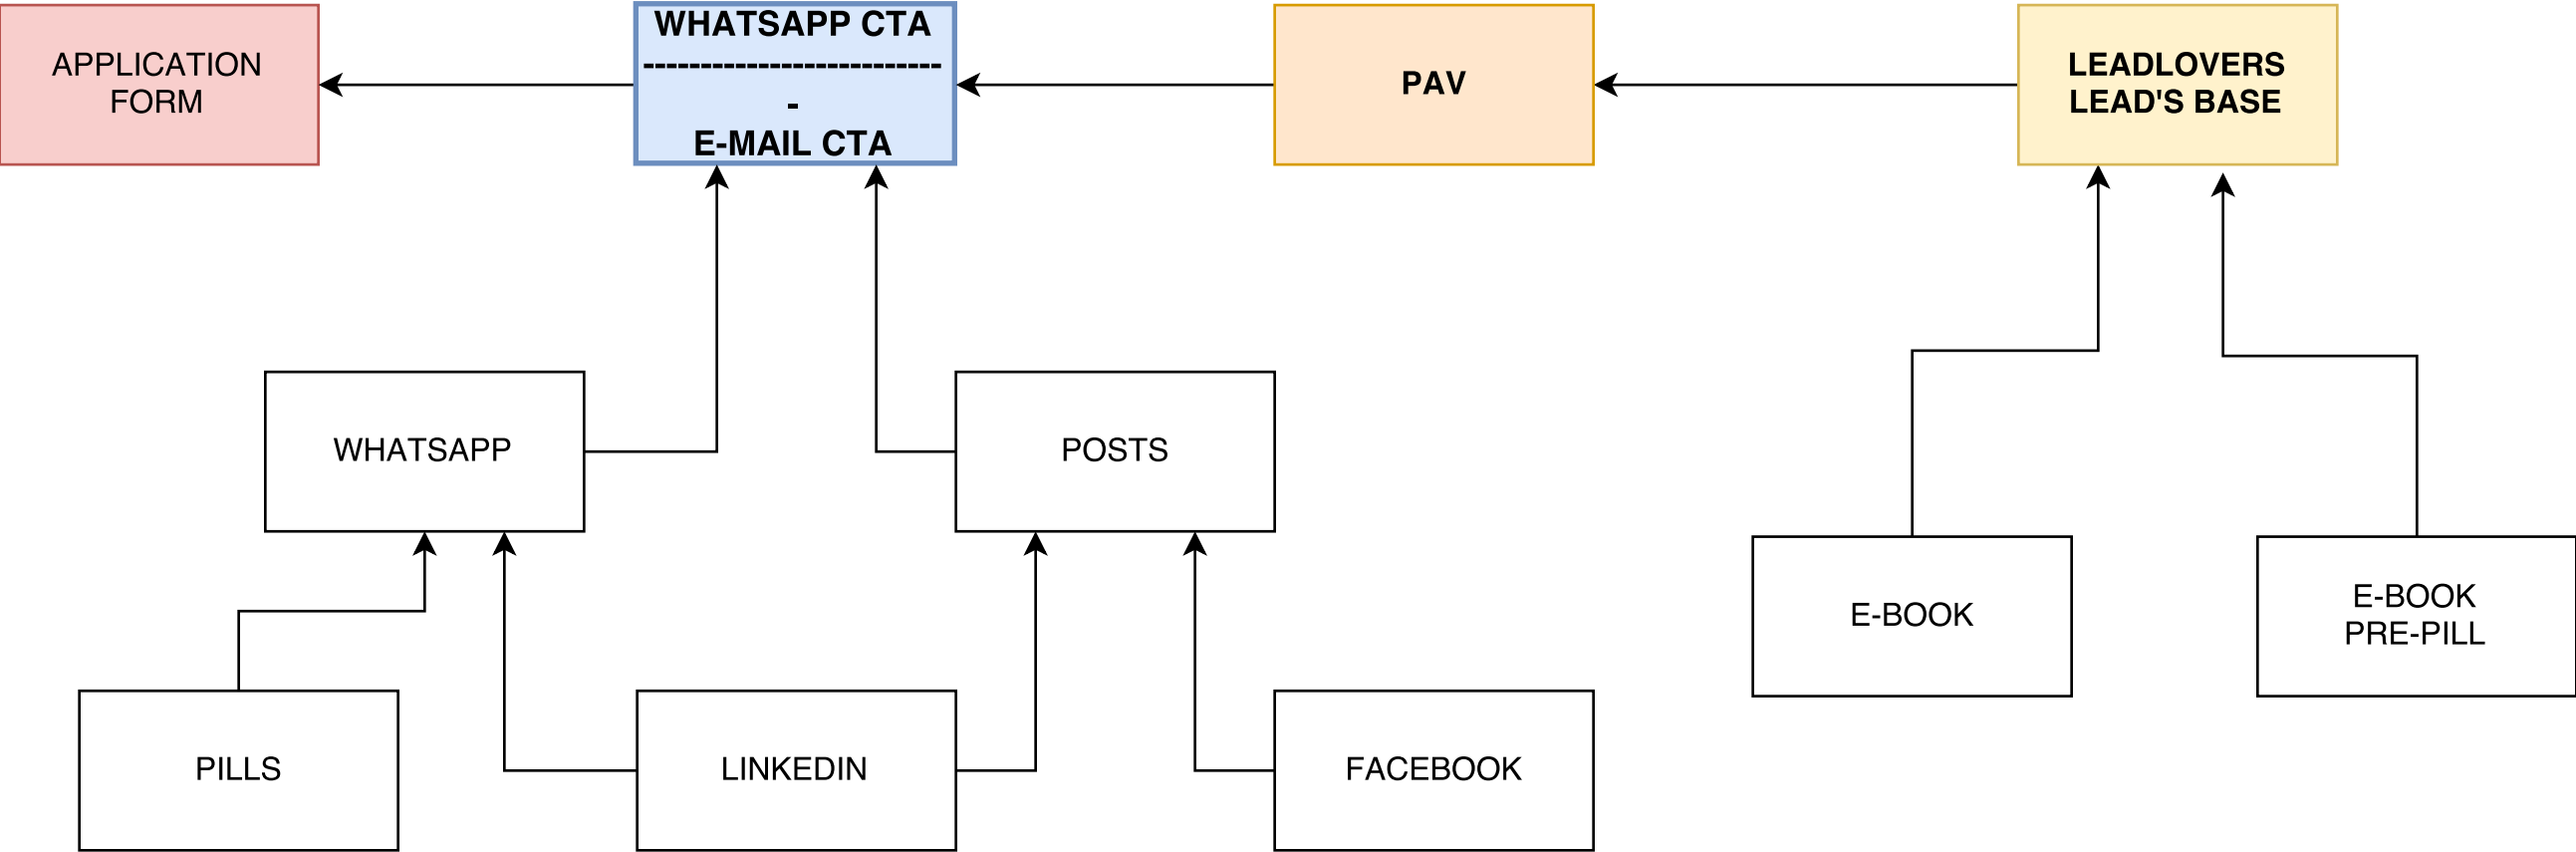 APPLICATION
FORM
WHATSAPP CTA
--------------------------
-
E-MAIL CTA
PAV
LEADLOVERS
LEAD'S BASE
WHATSAPP
POSTS
E-BOOK
E-BOOK
PRE-PILL
PILLS
LINKEDIN
FACEBOOK